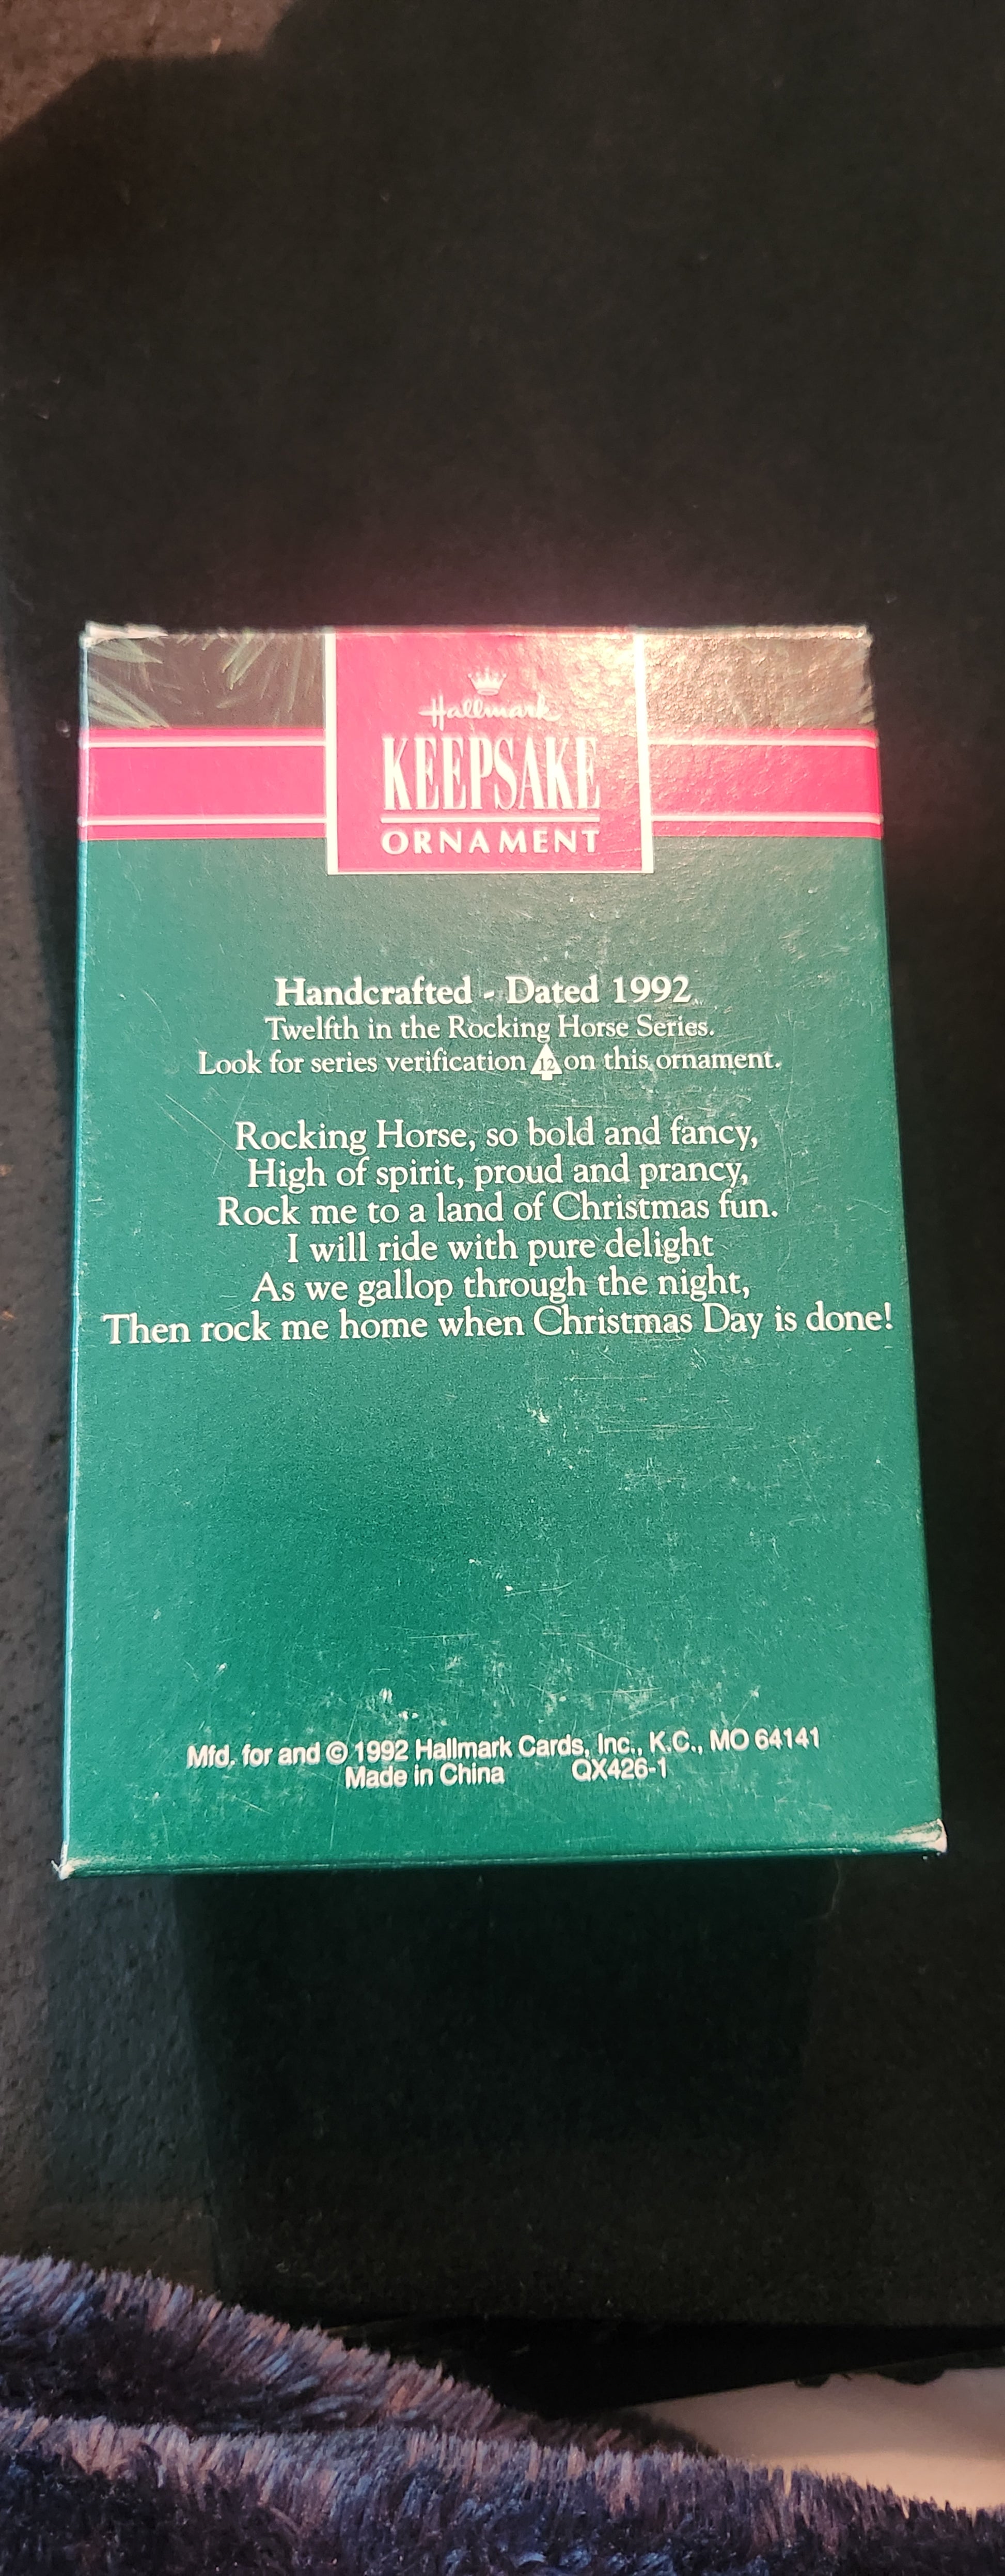 Hallmark
KEEPSAKE
ORNAMENT
Handcrafted - Dated 1992
Twelfth in the Rocking Horse Series.
Look for series verification 12 on this ornament.
Rocking Horse, so bold and fancy,
High of spirit, proud and prancy,
Rock me to a land of Christmas fun.
I will ride with pure delight
As we gallop through the night,
Then rock me home when Christmas Day is done!
Mfd. for and © 1992 Hallmark Cards, Inc., K.C., MO 64141
Made in China QX426-1